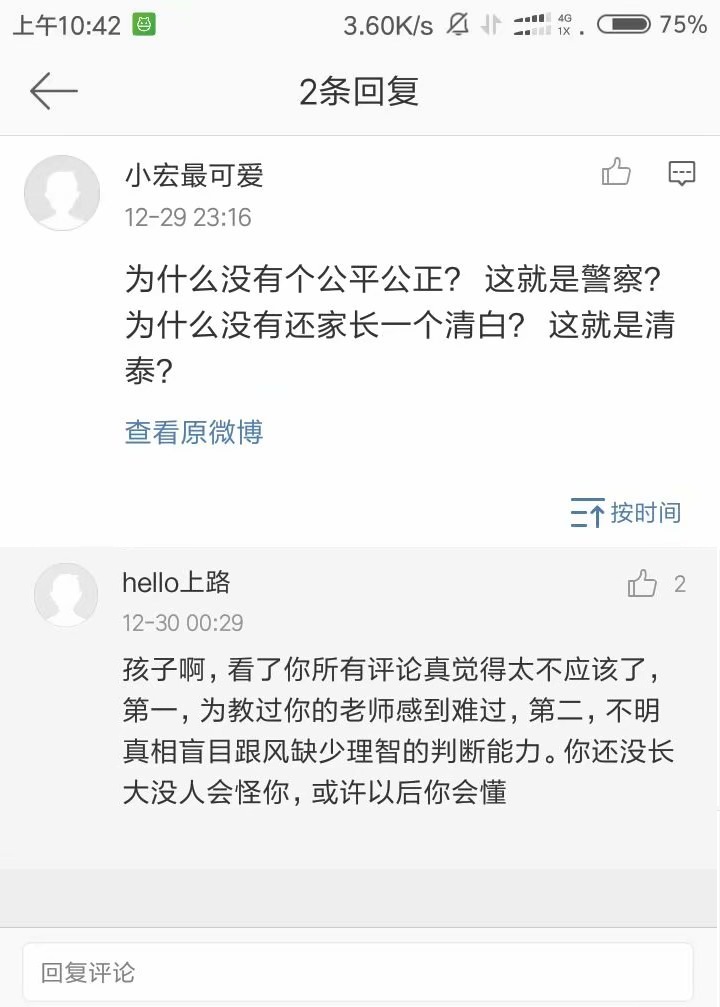 上午10:42
3.60K/s
4G
1X
75%
2条回复
小宏最可爱
12-29 23:16
为什么没有个公平公正？ 这就是警察？
为什么没有还家长一个清白？ 这就是清
泰？
查看原微博
按时间
hello上路
2
12-30 00:29
孩子啊，看了你所有评论真觉得太不应该了，
第一，为教过你的老师感到难过，第二，不明
真相盲目跟风缺少理智的判断能力。你还没长
大没人会怪你，或许以后你会懂
回复评论